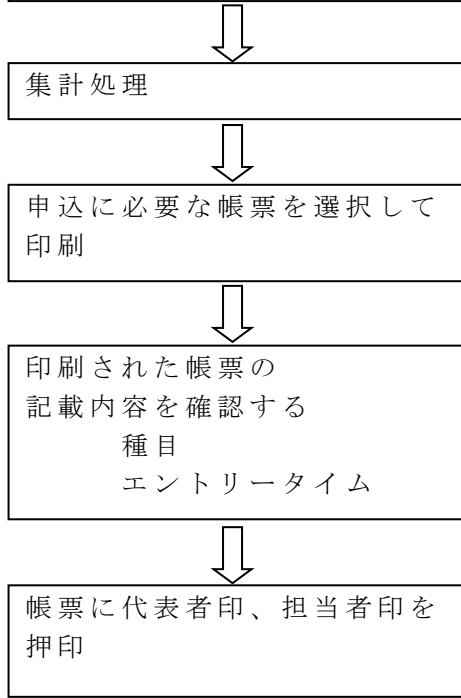 集計処理
申込に必要な帳票を選択して
印刷
印刷された帳票の
記載内容を確認する
種目
エントリータイム
帳票に代表者印、担当者印を
押印